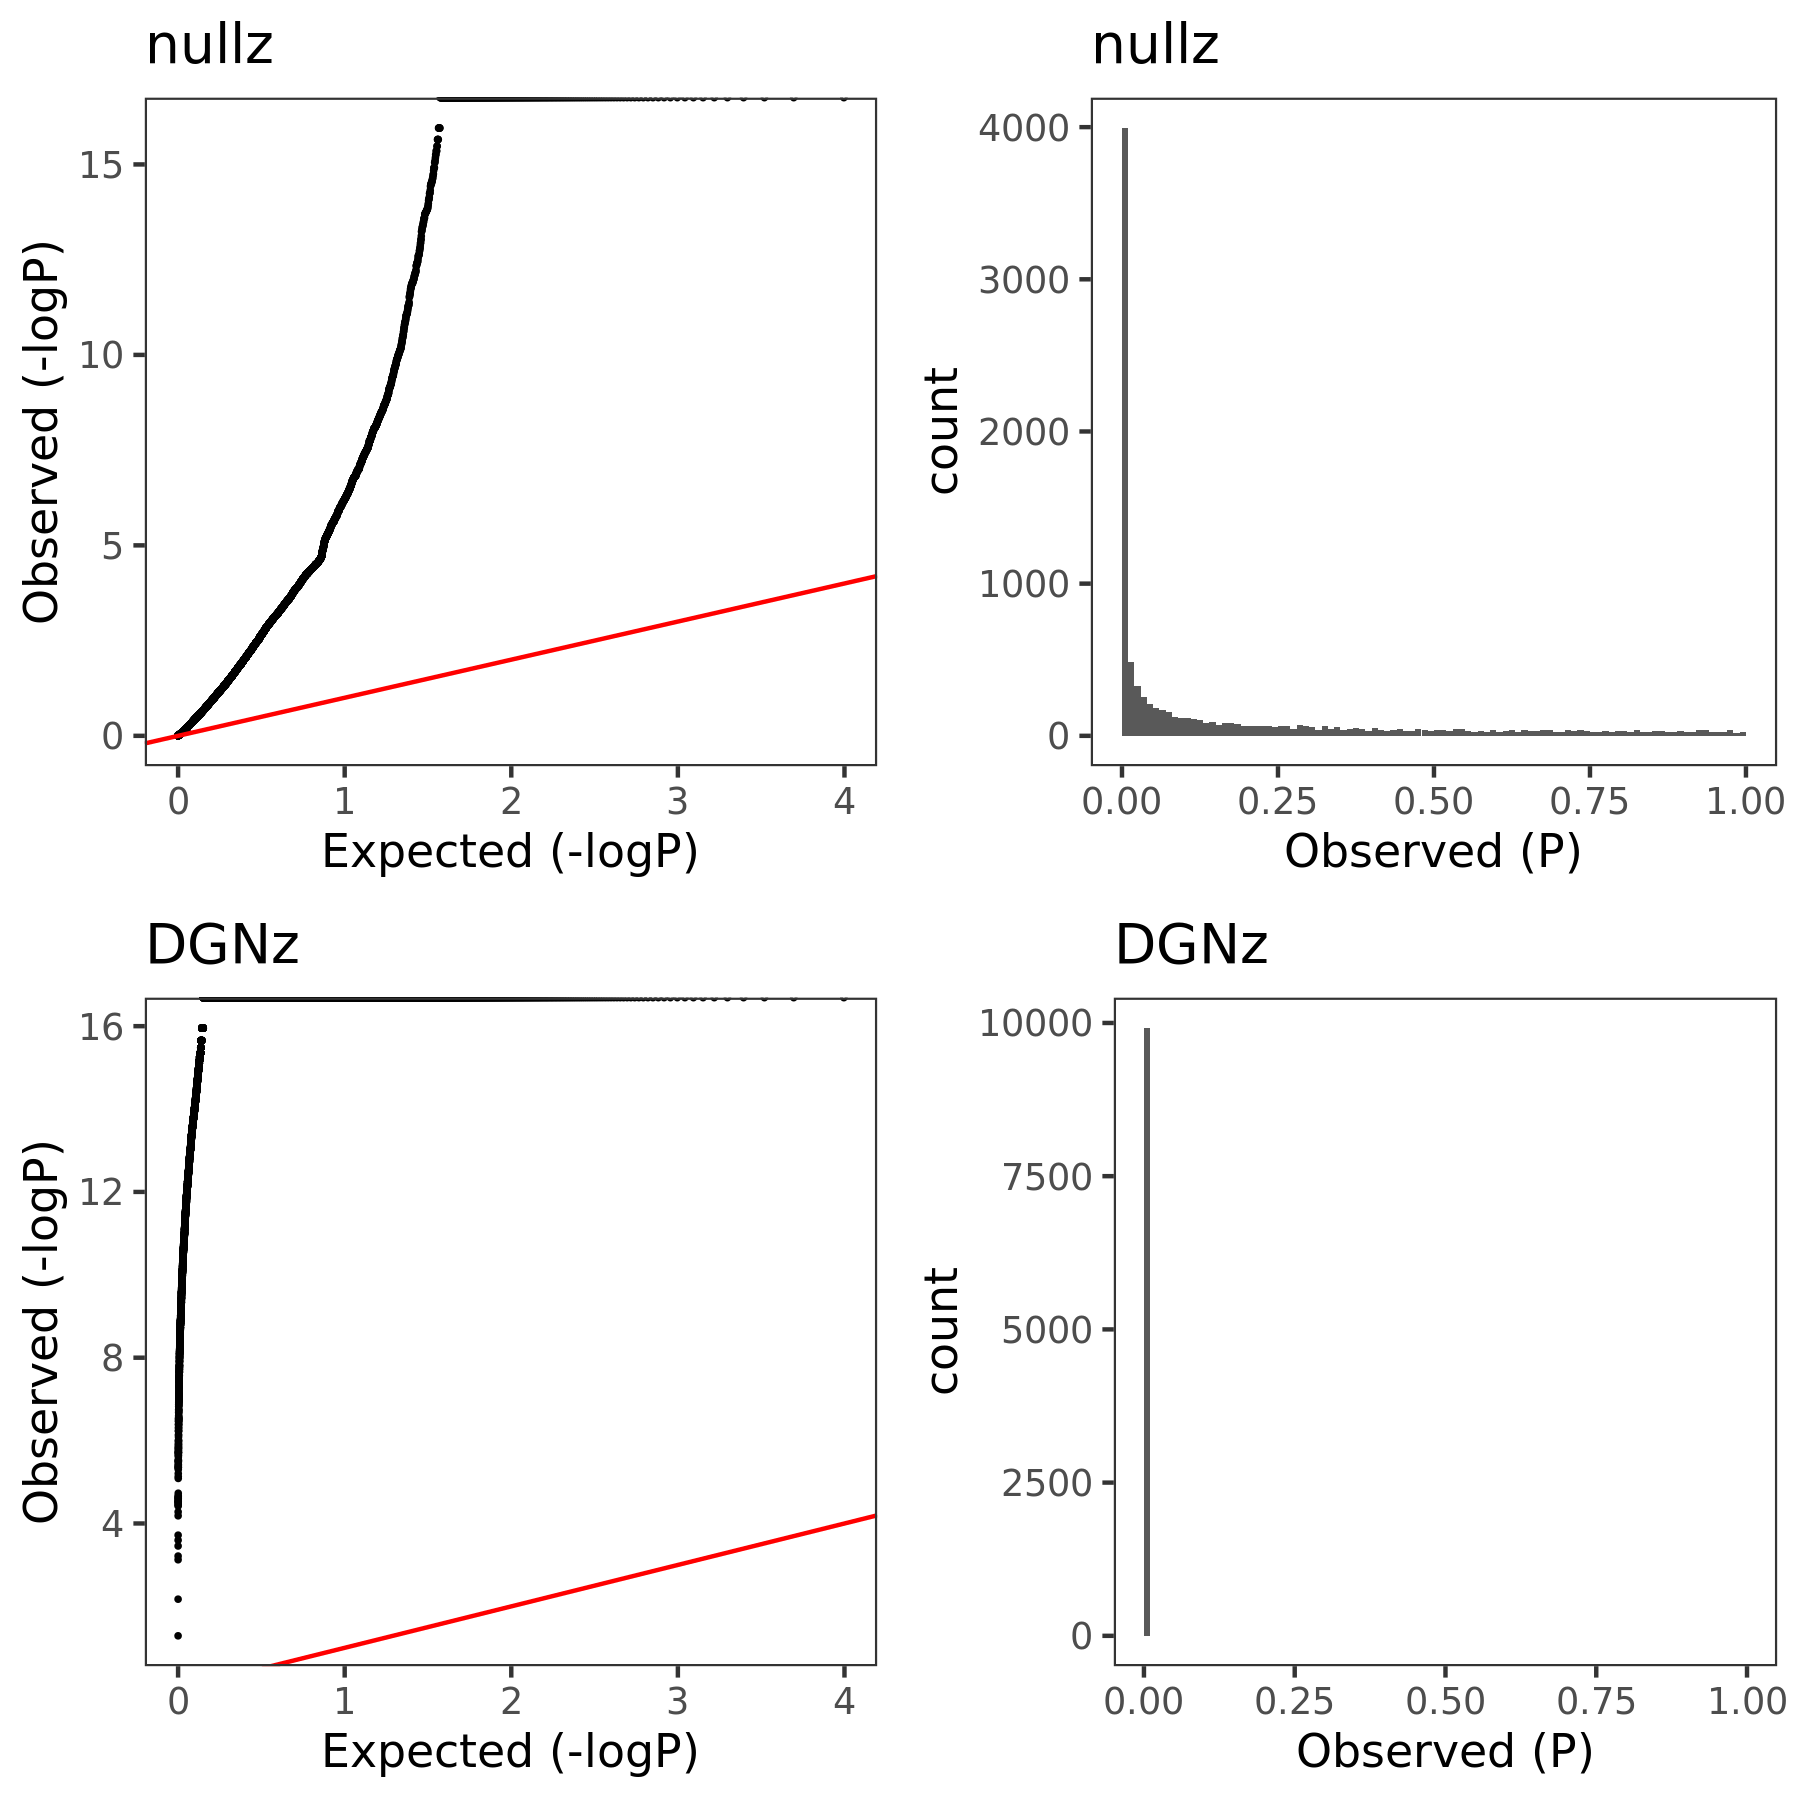 nullz
Observed (-logP)
15
10
5
0
0 1 2 3 4
Expected (-logP)
nullz
count
4000
3000
2000
1000
0
0.00 0.25 0.50 0.75 1.00
Observed (P)
DGNz
Observed (-logP)
16
12
8
4
0 1 2 3 4
Expected (-logP)
DGNz
count
10000
7500
5000
2500
0
0.00 0.25 0.50 0.75 1.00
Observed (P)